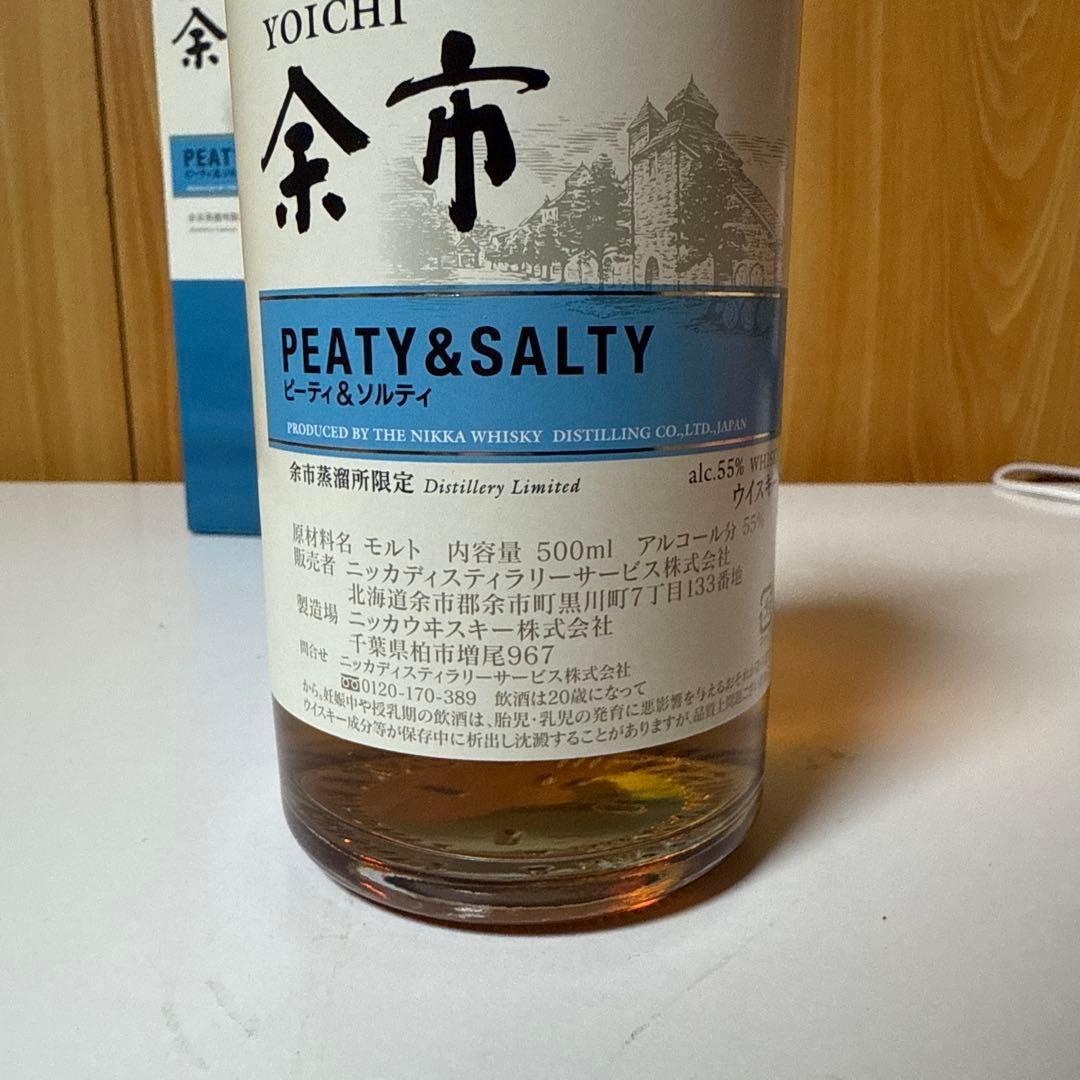 YOICHI
余市
PEATY&SALTY
ピーティ&ソルティ
PRODUCED BY THE NIKKA WHISKY DISTILLING CO.,LTD.,JAPAN
余市蒸溜所限定 Distillery Limited
alc.55% WHISK
ウイスキー
原材料名 モルト 内容量 500ml アルコール分 55%
販売者 ニッカディスティラリーサービス株式会社
北海道余市郡余市町黒川町7丁目133番地
製造場 ニッカウヰスキー株式会社
千葉県柏市増尾967
問合せ ニッカディスティラリーサービス株式会社
0120-170-389 飲酒は20歳になって
から。妊娠中や授乳期の飲酒は、胎児・乳児の発育に悪影響を与えるおそれが
ウイスキー成分等が保存中に析出し沈澱することがありますが、品質上問題
余
PEAT